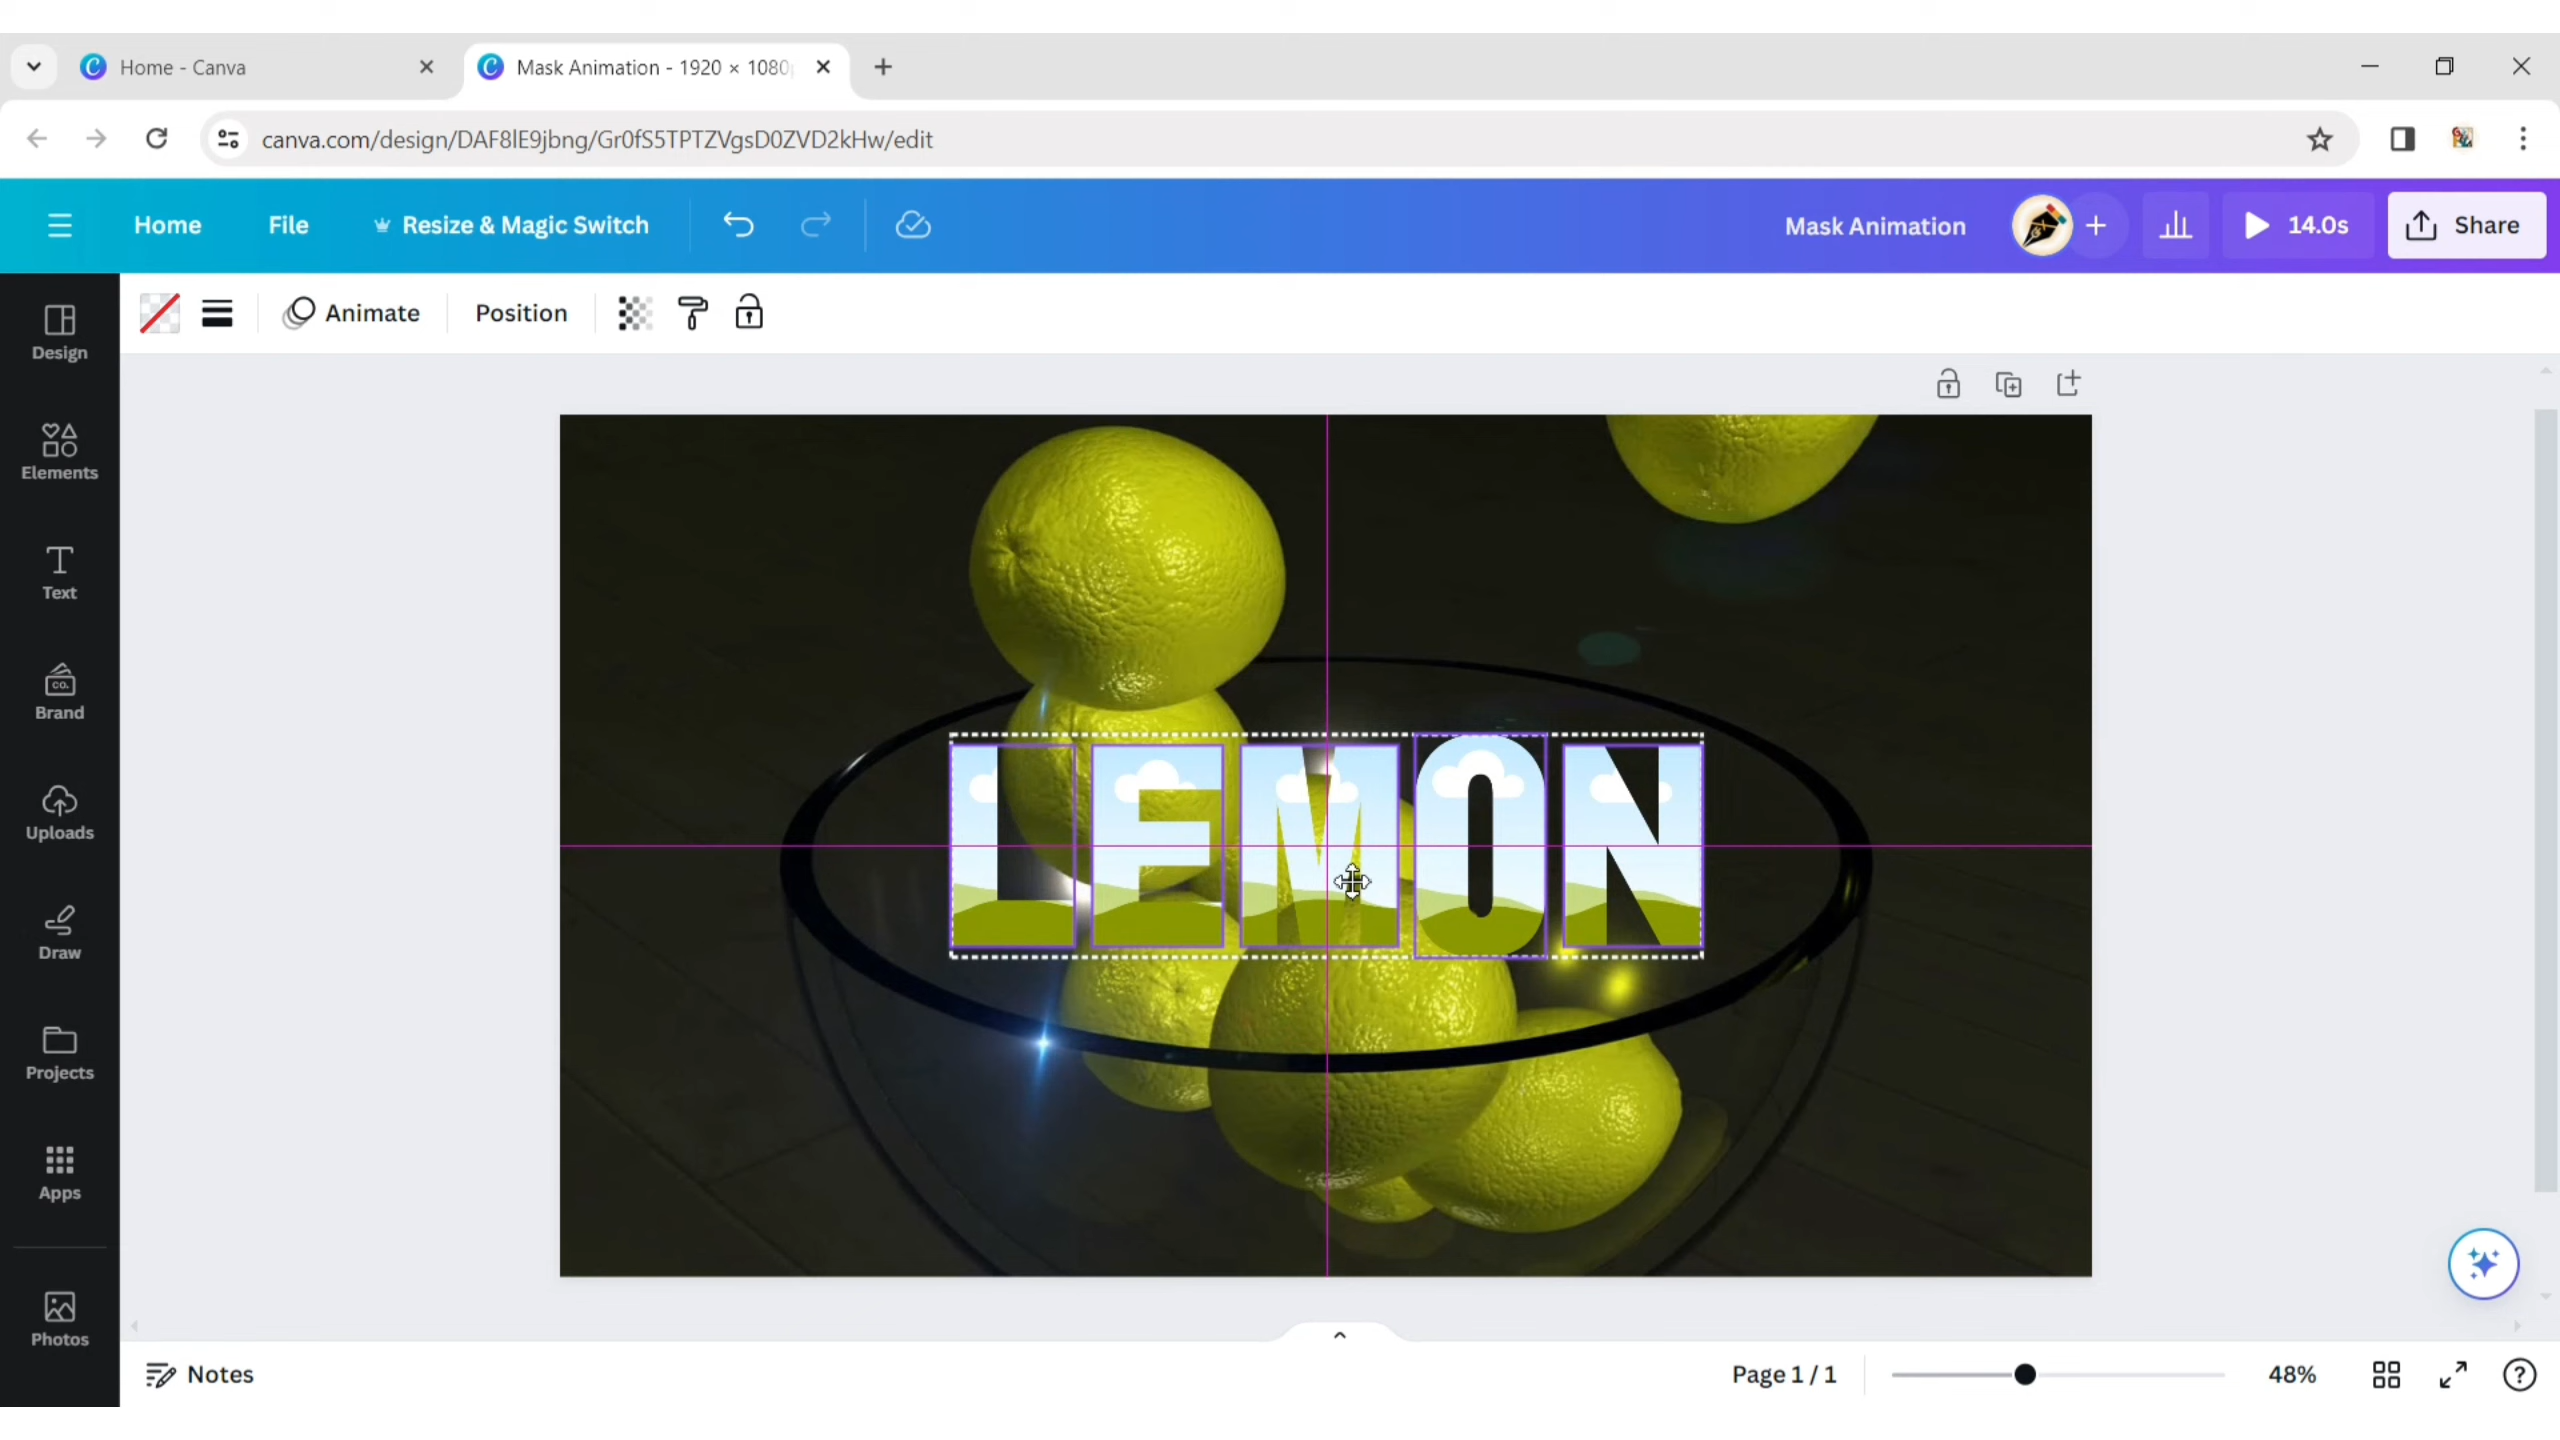 Home - Canva
Mask Animation - 1920 × 1080p
canva.com/design/DAF8lE9jbng/Gr0fS5TPTZVgsD0ZVD2kHw/edit
Home File Resize & Magic Switch Mask Animation 14.0s Share
Animate Position
Design
Elements
Text
CO.
Brand
Uploads
Draw
Projects
Apps
Photos
LEMON
Notes Page 1 / 1 48%